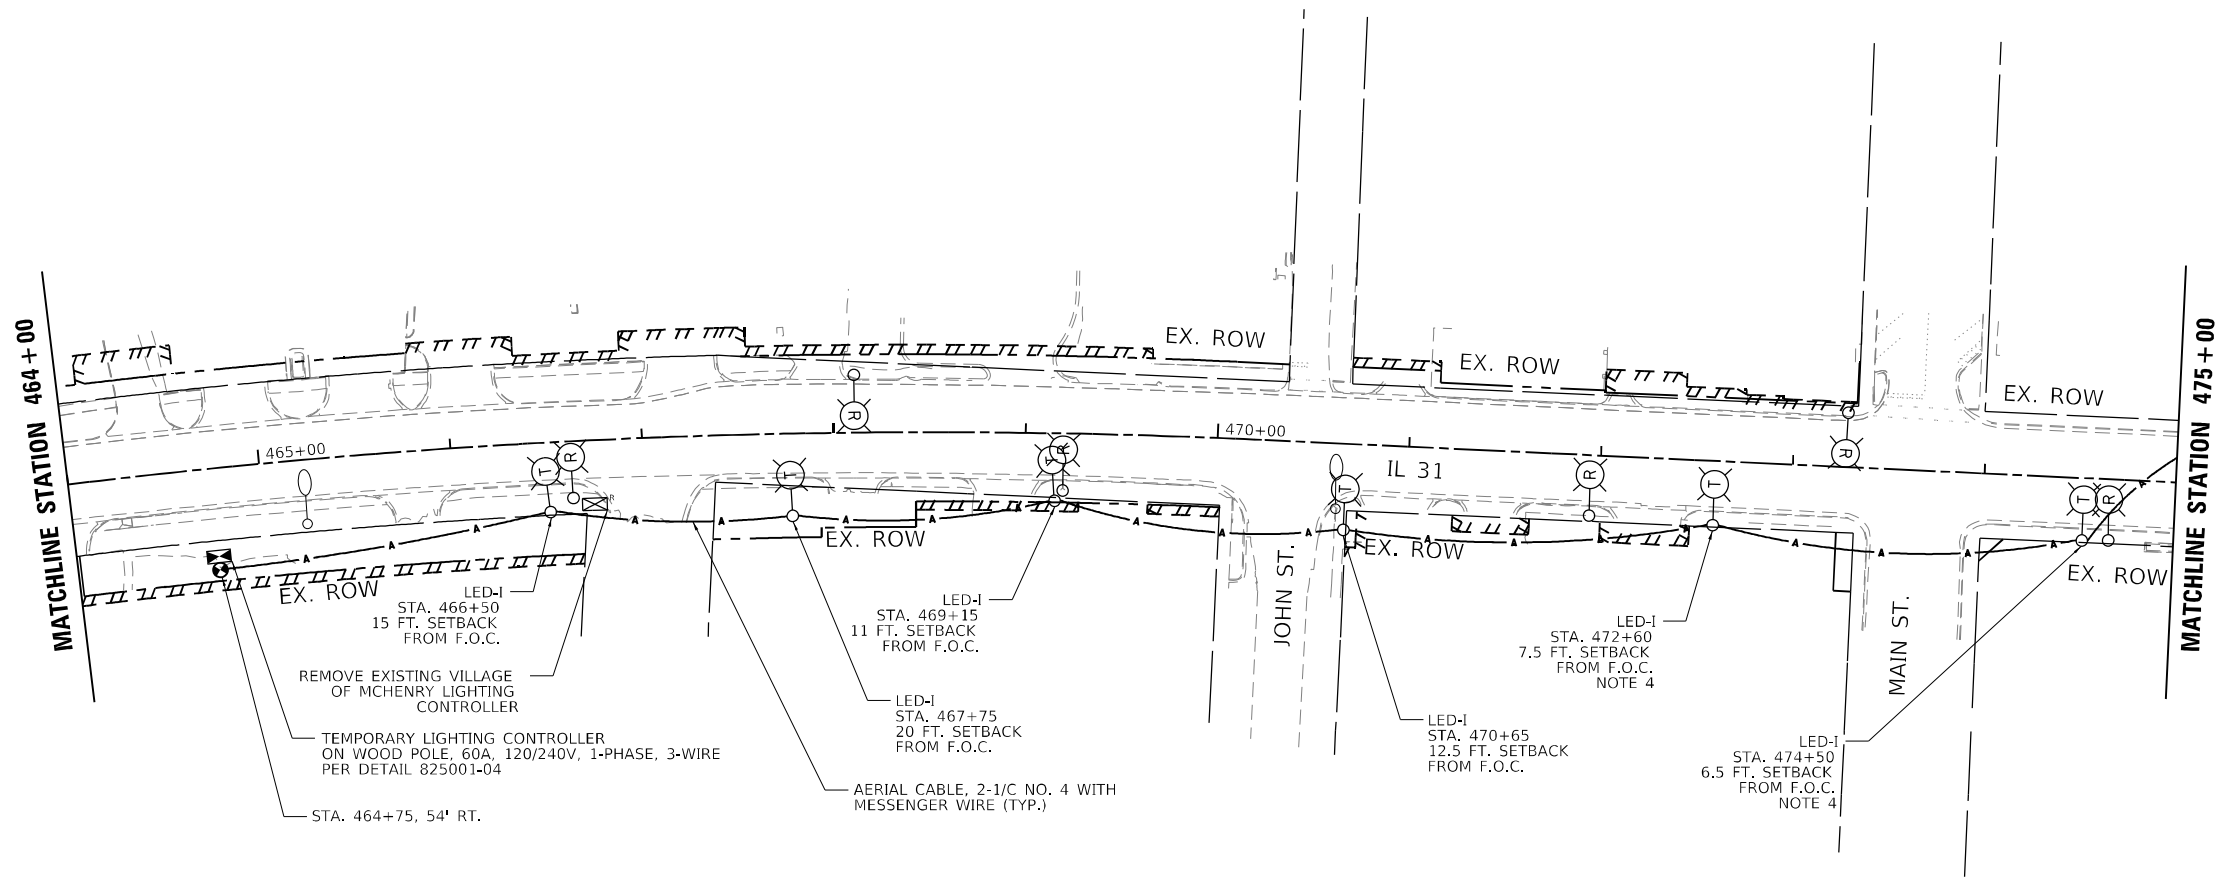 MATCHLINE STATION 464+00
465+00
T
R
R
R
EX. ROW
LED-I
STA. 466+50
15 FT. SETBACK
FROM F.O.C.
REMOVE EXISTING VILLAGE
OF MCHENRY LIGHTING
CONTROLLER
TEMPORARY LIGHTING CONTROLLER
ON WOOD POLE, 60A, 120/240V, 1-PHASE, 3-WIRE
PER DETAIL 825001-04
STA. 464+75, 54' RT.
A
A
A
T
R
A
A
A
A
A
EX. ROW
LED-I
STA. 467+75
20 FT. SETBACK
FROM F.O.C.
AERIAL CABLE, 2-1/C NO. 4 WITH
MESSENGER WIRE (TYP.)
T
R
LED-I
STA. 469+15
11 FT. SETBACK
FROM F.O.C.
EX. ROW
470+00
A
A
A
JOHN ST.
T
IL 31
EX. ROW
EX. ROW
A
A
A
A
LED-I
STA. 470+65
12.5 FT. SETBACK
FROM F.O.C.
R
T
R
LED-I
STA. 472+60
7.5 FT. SETBACK
FROM F.O.C.
NOTE 4
A
A
A
A
MAIN ST.
EX. ROW
T
R
A
EX. ROW
LED-I
STA. 474+50
6.5 FT. SETBACK
FROM F.O.C.
NOTE 4
MATCHLINE STATION 475+00